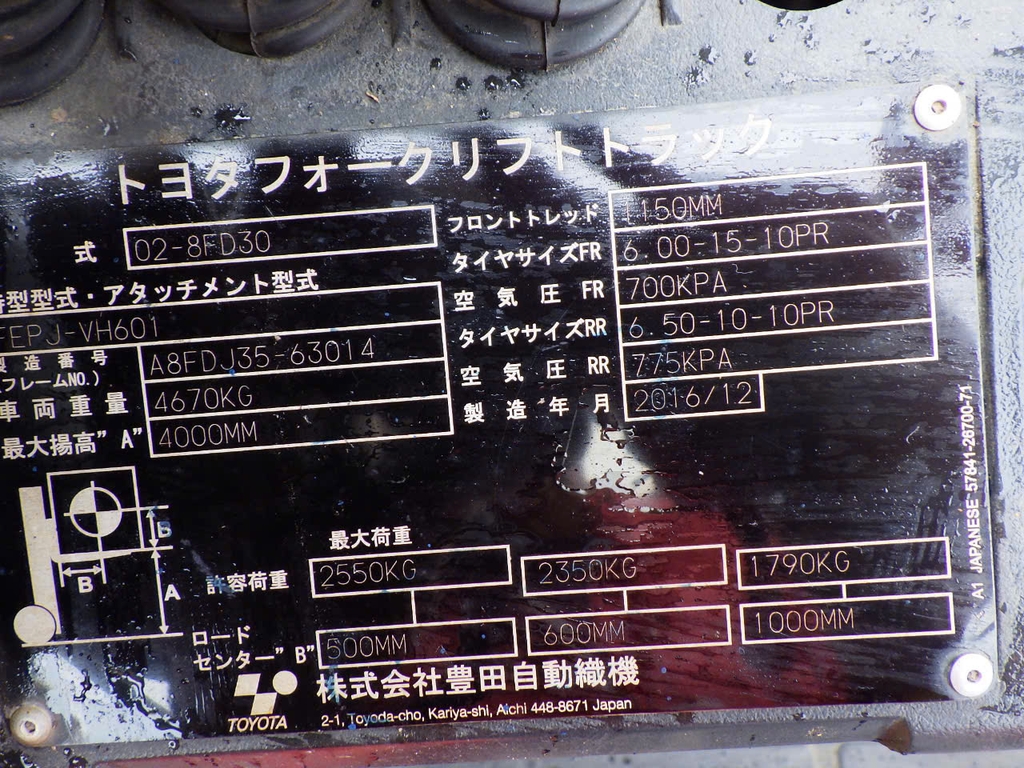 トヨタフォークリフトトラック
式 02-8FD30
型型式・アタッチメント型式
FEPJ-VH601
製造番号 A8FDJ35-63014
フレームNO.)
車両重量 4670KG
最大揚高"A" 4000MM
フロントトレッド 1150MM
タイヤサイズFR 6.00-15-10PR
空気圧 FR 700KPA
タイヤサイズRR 6.50-10-10PR
空気圧 RR 775KPA
製造年月 2016/12
B
B
A
最大荷重
許容荷重 2550KG 2350KG 1790KG
ロード
センター"B" 500MM 600MM 1000MM
株式会社豊田自動織機
TOYOTA
2-1, Toyoda-cho, Kariya-shi, Aichi 448-8671 Japan
A1 JAPANESE 57841-26700-71